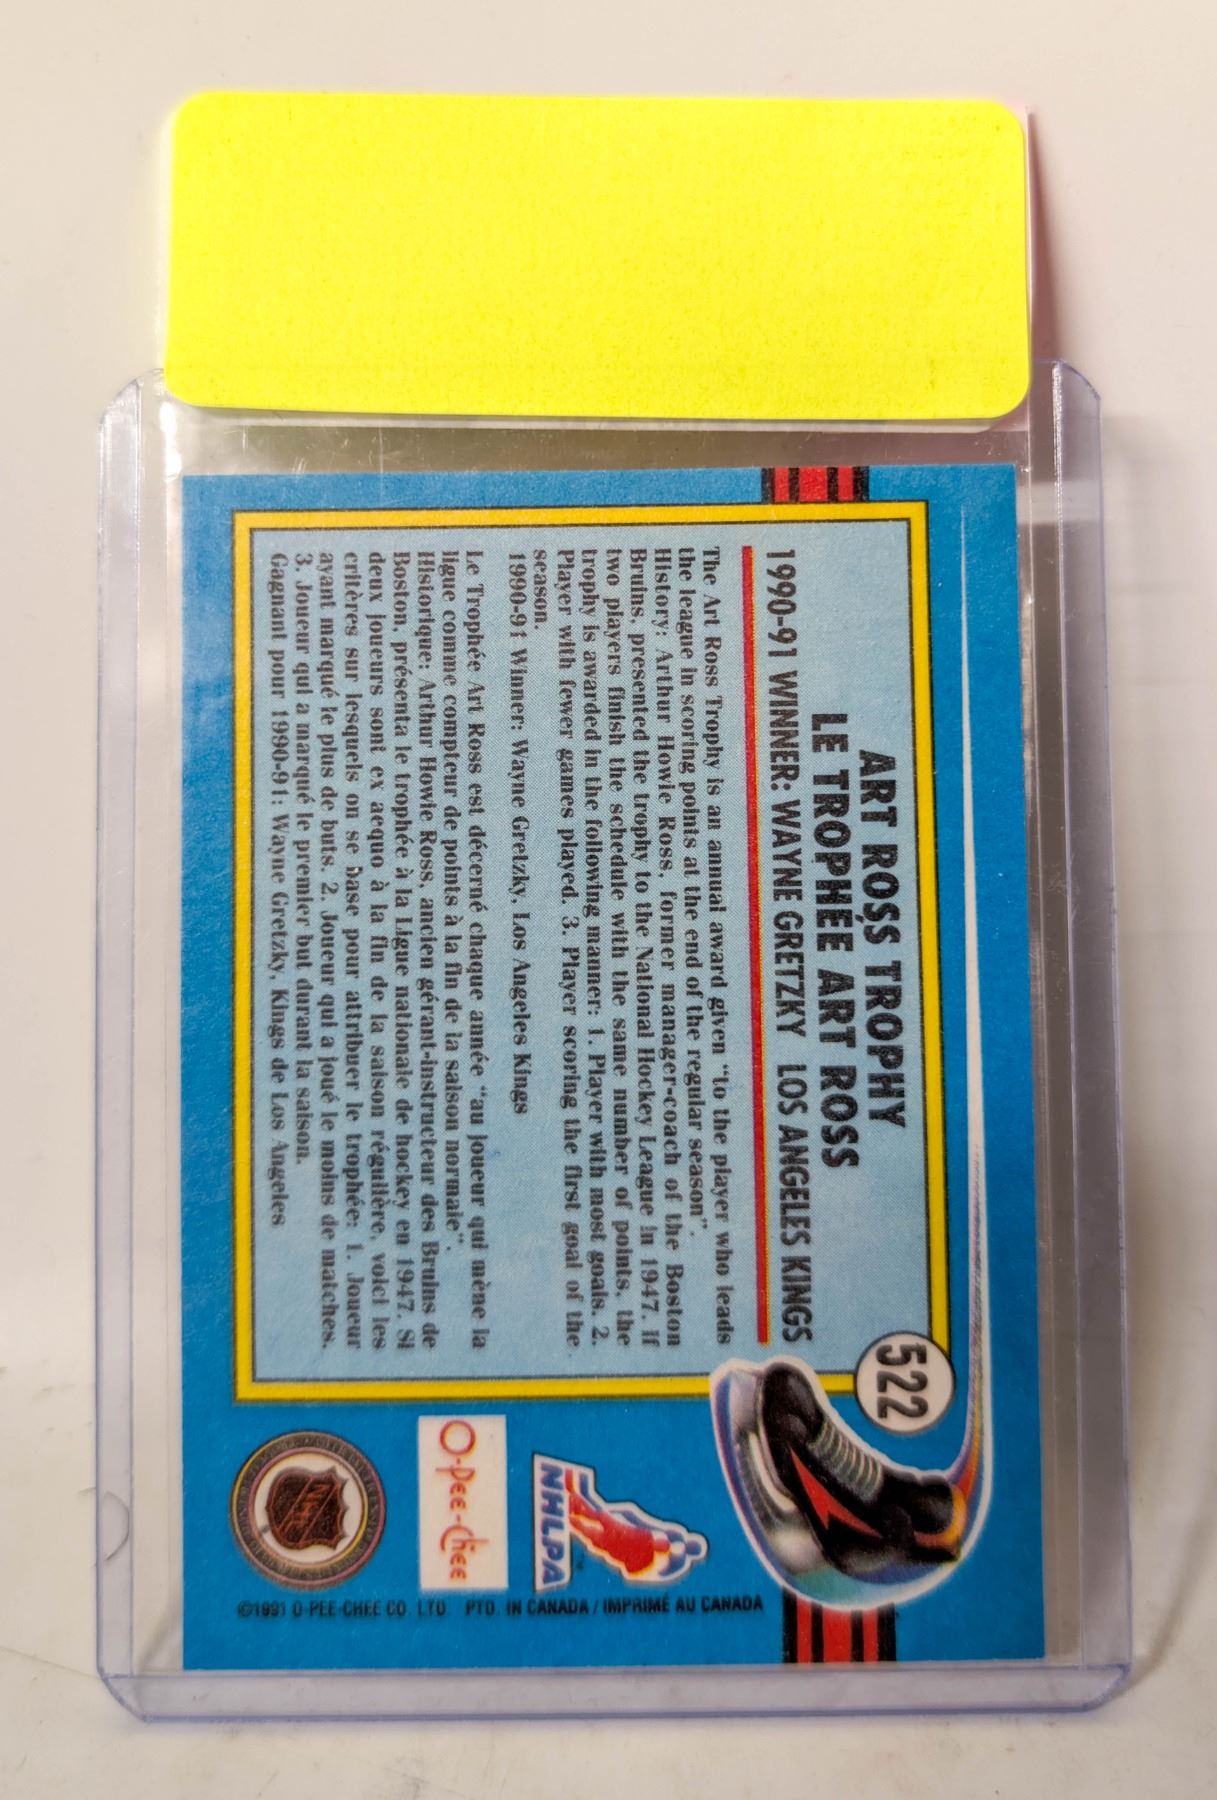 ART ROSS TROPHY
LE TROPHEE ART ROSS
1990-91 WINNER: WAYNE GRETZKY LOS ANGELES KINGS
522
The Art Ross Trophy is an annual award given "to the player who leads
the league in scoring points at the end of the regular season".
History: Arthur Howie Ross, former manager-coach of the Boston
Bruins, presented the trophy to the National Hockey League in 1947. If
two players finish the schedule with the same number of points, the
trophy is awarded in the following manner: 1. Player with most goals. 2.
Player with fewer games played. 3. Player scoring the first goal of the
season.
1990-91 Winner: Wayne Gretzky, Los Angeles Kings
Le Trophée Art Ross est décerné chaque année "au joueur qui mène la
ligue comme compteur de points à la fin de la saison normale".
Historique: Arthur Howie Ross, ancien gérant-instructeur des Bruins de
Boston, présenta le trophée à la Ligue nationale de hockey en 1947. Si
deux joueurs sont ex aequo à la fin de la saison régulière, voici les
critères sur lesquels on se base pour attribuer le trophée: 1. Joueur
ayant marqué le plus de buts. 2. Joueur qui a joué le moins de matches.
3. Joueur qui a marqué le premier but durant la saison.
Gagnant pour 1990-91: Wayne Gretzky, Kings de Los Angeles
NHLPA
TM
O-PEE-CHEE
NHL
©1991 O-PEE-CHEE CO. LTD. PTD. IN CANADA / IMPRIMÉ AU CANADA